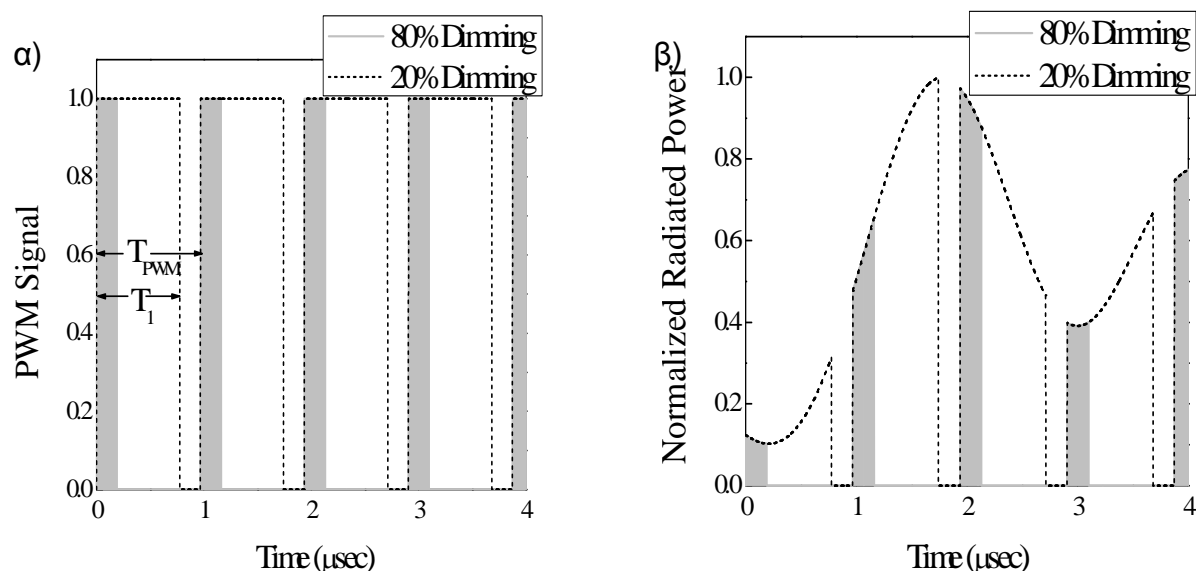 α)
80% Dimming
20% Dimming
PWM Signal
1.0
0.8
0.6
0.4
0.2
0.0
T_PWM
T_1
0 1 2 3 4
Time (μsec)
β)
80% Dimming
20% Dimming
Normalized Radiated Power
1.0
0.8
0.6
0.4
0.2
0.0
0 1 2 3 4
Time (μsec)